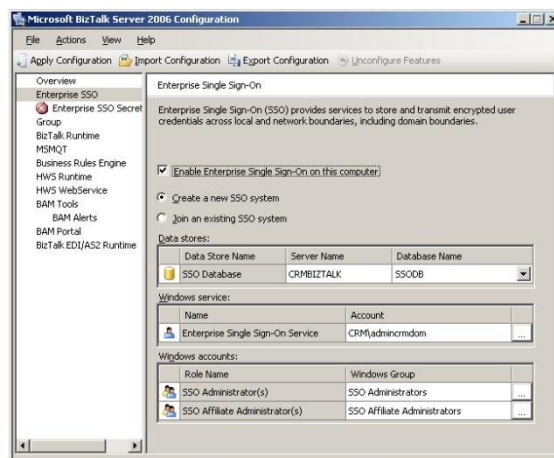 Microsoft BizTalk Server 2006 Configuration
File Actions View Help
Apply Configuration Import Configuration Export Configuration Unconfigure Features
Overview
Enterprise SSO
Enterprise SSO Secret
Group
BizTalk Runtime
MSMQT
Business Rules Engine
HWS Runtime
HWS WebService
BAM Tools
BAM Alerts
BAM Portal
BizTalk EDI/AS2 Runtime
Enterprise Single Sign-On
Enterprise Single Sign-On (SSO) provides services to store and transmit encrypted user
credentials across local and network boundaries, including domain boundaries.
Enable Enterprise Single Sign-On on this computer
Create a new SSO system
Join an existing SSO system
Data stores:
Data Store Name Server Name Database Name
SSO Database CRMBIZTALK SSODB
Windows service:
Name Account
Enterprise Single Sign-On Service CRM\admincrmdom ...
Windows accounts:
Role Name Windows Group
SSO Administrator(s) SSO Administrators ...
SSO Affiliate Administrator(s) SSO Affiliate Administrators ...